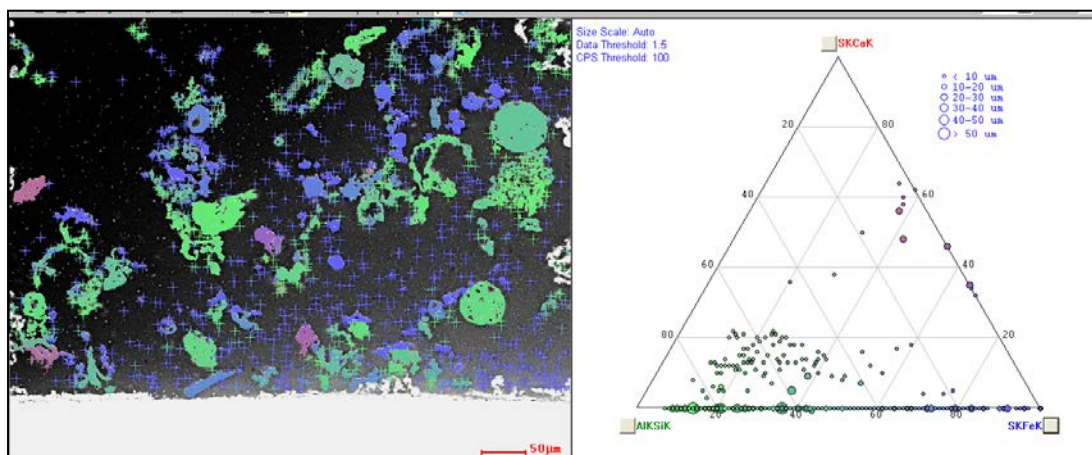 Size Scale: Auto
Data Threshold: 1.5
CPS Threshold: 100
SKCaK
< 10 um
10-20 um
20-30 um
30-40 um
40-50 um
> 50 um
20
80
40
60
60
40
80
20
20
40
60
80
AlKSiK
SKFeK
50μm